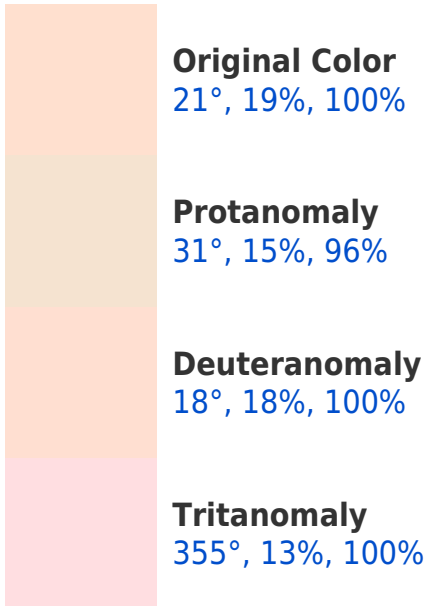 Original Color
21°, 19%, 100%
Protanomaly
31°, 15%, 96%
Deuteranomaly
18°, 18%, 100%
Tritanomaly
355°, 13%, 100%